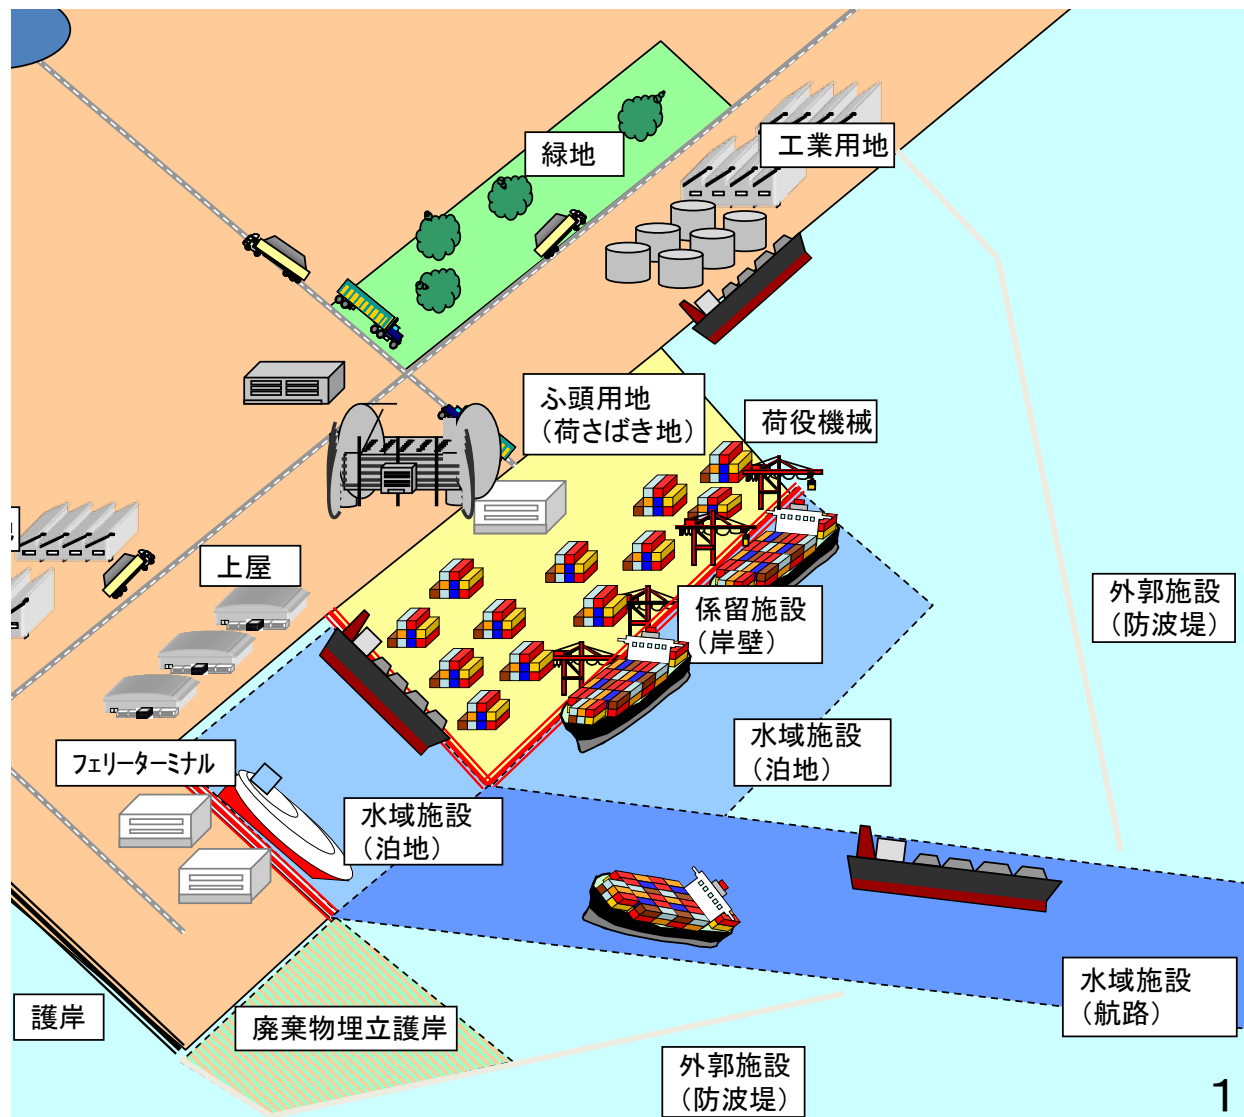 緑地
工業用地
ふ頭用地
（荷さばき地）
荷役機械
上屋
係留施設
（岸壁）
外郭施設
（防波堤）
フェリーターミナル
水域施設
（泊地）
水域施設
（泊地）
水域施設
（航路）
護岸
廃棄物埋立護岸
外郭施設
（防波堤）
1